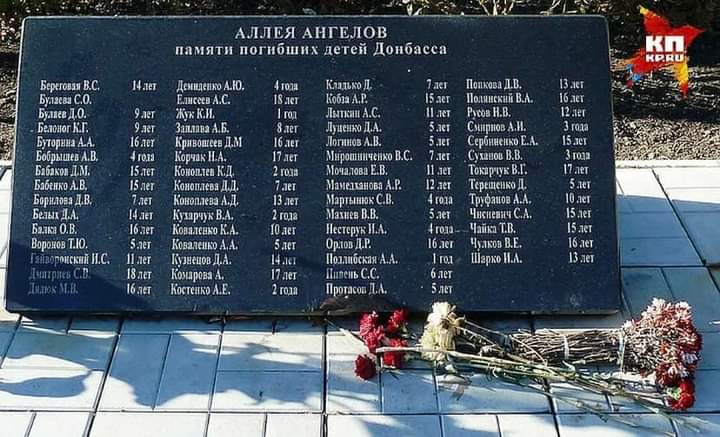 АЛЛЕЯ АНГЕЛОВ
памяти погибших детей Донбасса
КП
KP.RU
Береговая В.С. 14 лет
Булаева С.О.
Булаев Д.О. 9 лет
Белоног К.Г. 9 лет
Буторина А.А. 16 лет
Бобрышев А.В. 4 года
Бабаков Д.М. 15 лет
Бабенко А.В. 15 лет
Борилова Д.В. 7 лет
Белых Д.А. 14 лет
Балка О.В. 16 лет
Воронов Т.Ю. 5 лет
Гайворонский И.С. 11 лет
Дмитриев С.В. 18 лет
Дядюк М.В. 16 лет
Демиденко А.Ю. 4 года
Елисеев А.С. 18 лет
Жук К.И. 1 год
Заплава А.Б. 8 лет
Кривошеев Д.М 16 лет
Корчак Н.А. 17 лет
Коноплев К.Д. 2 года
Коноплева Д.Д. 7 лет
Коноплева А.Д. 13 лет
Кухарчук В.А. 2 года
Коваленко К.А. 10 лет
Коваленко А.А. 5 лет
Кузнецов Д.А. 14 лет
Комарова А. 17 лет
Костенко А.Е. 2 года
Кладько Д. 7 лет
Кобза А.Р. 15 лет
Лыткин А.С. 11 лет
Луценко Д.А. 5 лет
Логинов А.В. 5 лет
Мирошниченко В.С. 7 лет
Мочалова Е.В. 11 лет
Мамедханова А.Р. 12 лет
Мартынюк С.В. 4 года
Махиев В.В. 5 лет
Нестерук И.А. 4 года
Орлов Д.Р. 16 лет
Подлибская А.А. 1 год
Пивень С.С. 6 лет
Протасов Д.А. 5 лет
Попкова Д.В. 13 лет
Полянский В.А. 16 лет
Русов И.В. 12 лет
Смирнов А.И. 3 года
Сербиненко Е.А. 15 лет
Суханов В.В. 3 года
Токарчук В.Г. 17 лет
Терещенко Д. 5 лет
Труфанов А.А. 10 лет
Чисневич С.А. 15 лет
Чайка Т.В. 15 лет
Чулков В.Е. 16 лет
Шарко И.А. 13 лет